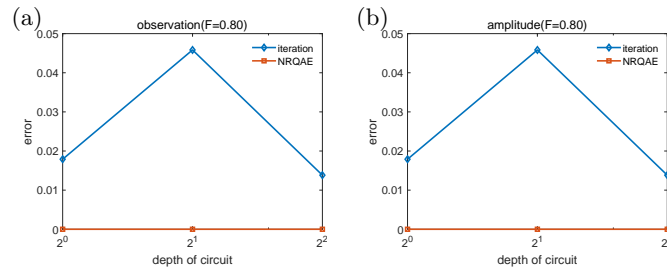 (a)
observation(F=0.80)
0.05
0.04
0.03
0.02
0.01
0
error
iteration
NRQAE
2^0
2^1
2^2
depth of circuit
(b)
amplitude(F=0.80)
0.05
0.04
0.03
0.02
0.01
0
error
iteration
NRQAE
2^0
2^1
2^2
depth of circuit